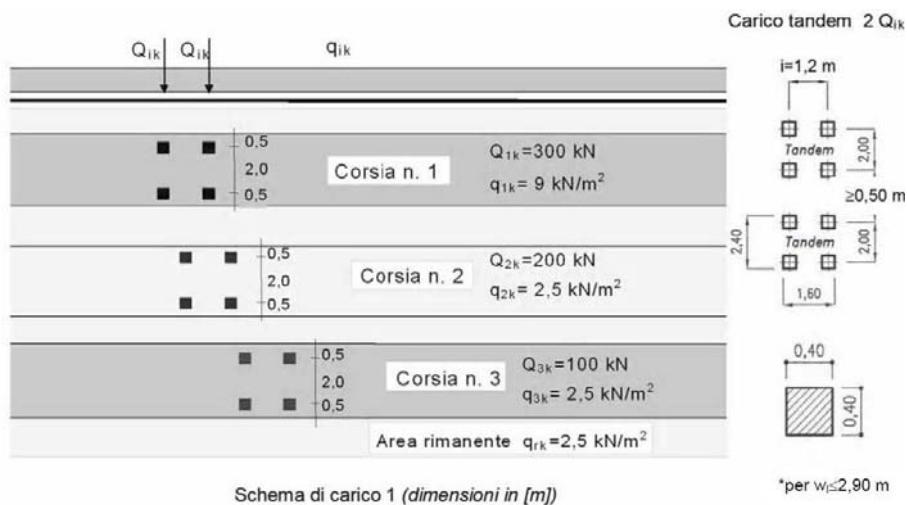 Carico tandem 2 Qik
Qik Qik qik
i=1,2 m
0,5
2,0
0,5
Corsia n. 1
Q1k=300 kN
q1k= 9 kN/m²
Tandem
2,00
≥0,50 m
0,5
2,0
0,5
Corsia n. 2
Q2k=200 kN
q2k= 2,5 kN/m²
2,40
Tandem
2,00
1,60
0,5
2,0
0,5
Corsia n. 3
Q3k=100 kN
q3k= 2,5 kN/m²
0,40
0,40
Area rimanente qrk=2,5 kN/m²
Schema di carico 1 (dimensioni in [m])
*per wl≤2,90 m